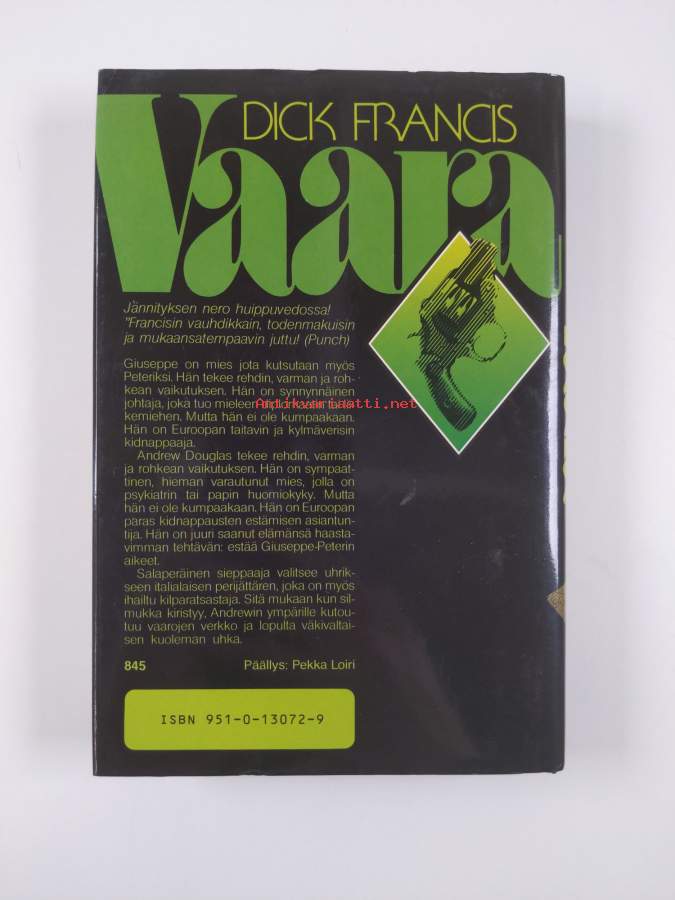 DICK FRANCIS
Vaara
Jännityksen nero huippuvedossa!
"Francisin vauhdikkain, todenmakuisin
ja mukaansatempaavin juttu! (Punch)
Giuseppe on mies jota kutsutaan myös
Peteriksi. Hän tekee rehdin, varman ja roh-
kean vaikutuksen. Hän on synnynnäinen
johtaja, joka tuo mieleen
kemiehen. Mutta hän ei ole kumpaakaan.
Hän on Euroopan taitavin ja kylmäverisin
kidnappaaja.
Andrew Douglas tekee rehdin, varman
ja rohkean vaikutuksen. Hän on sympaat-
tinen, hieman varautunut mies, jolla on
psykiatrin tai papin huomiokyky. Mutta
hän ei ole kumpaakaan. Hän on Euroopan
paras kidnappausten estämisen asiantun-
tija. Hän on juuri saanut elämänsä haasta-
vimman tehtävän: estää Giuseppe-Peterin
aikeet.
Salaperäinen sieppaaja valitsee uhrik-
seen italialaisen perijättären, joka on myös
ihailtu kilparatsastaja. Sitä mukaan kun sil-
mukka kiristyy, Andrewin ympärille kutou-
tuu vaarojen verkko ja lopulta väkivaltai-
sen kuoleman uhka.
845 Päällys: Pekka Loiri
ISBN 951-0-13072-9
Antikvariaatti.net